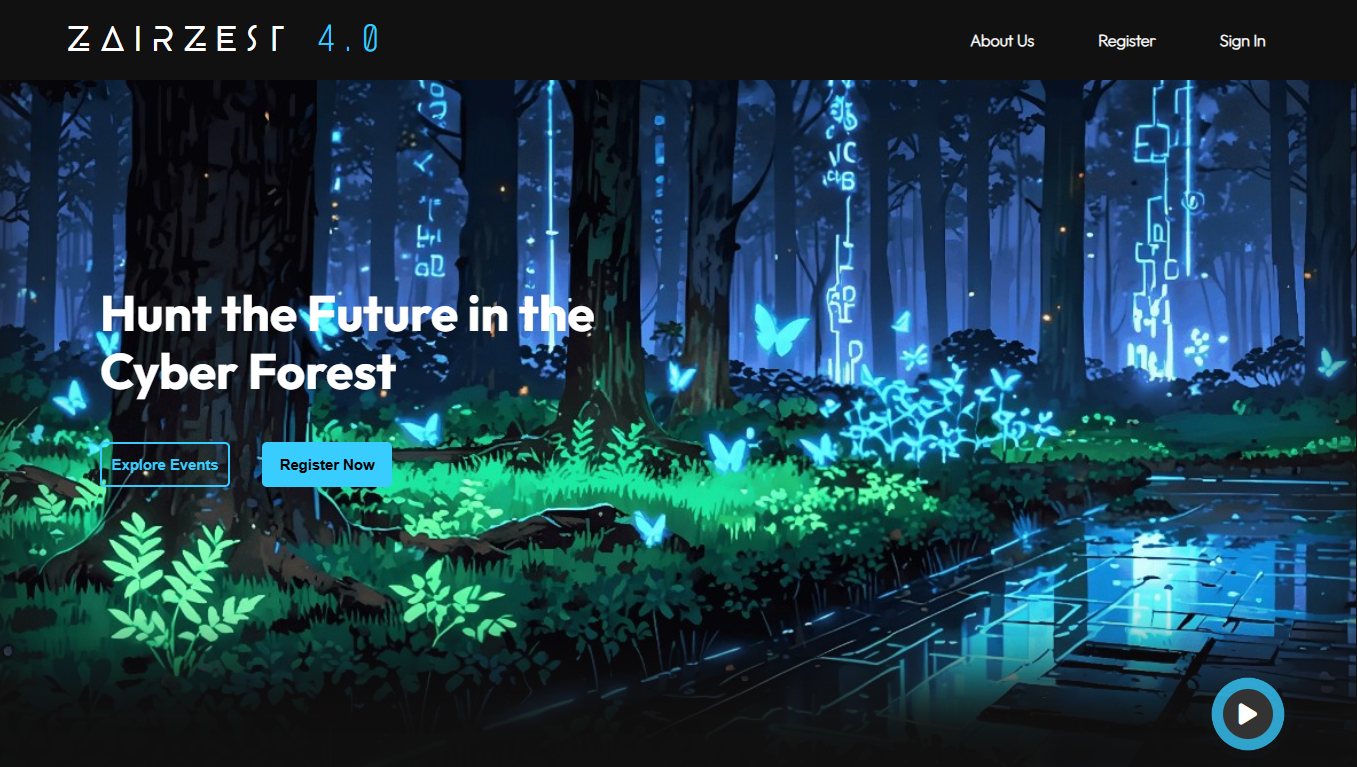 ZAIRZEST 4.0
About Us
Register
Sign In
Hunt the Future in the
Cyber Forest
Explore Events
Register Now